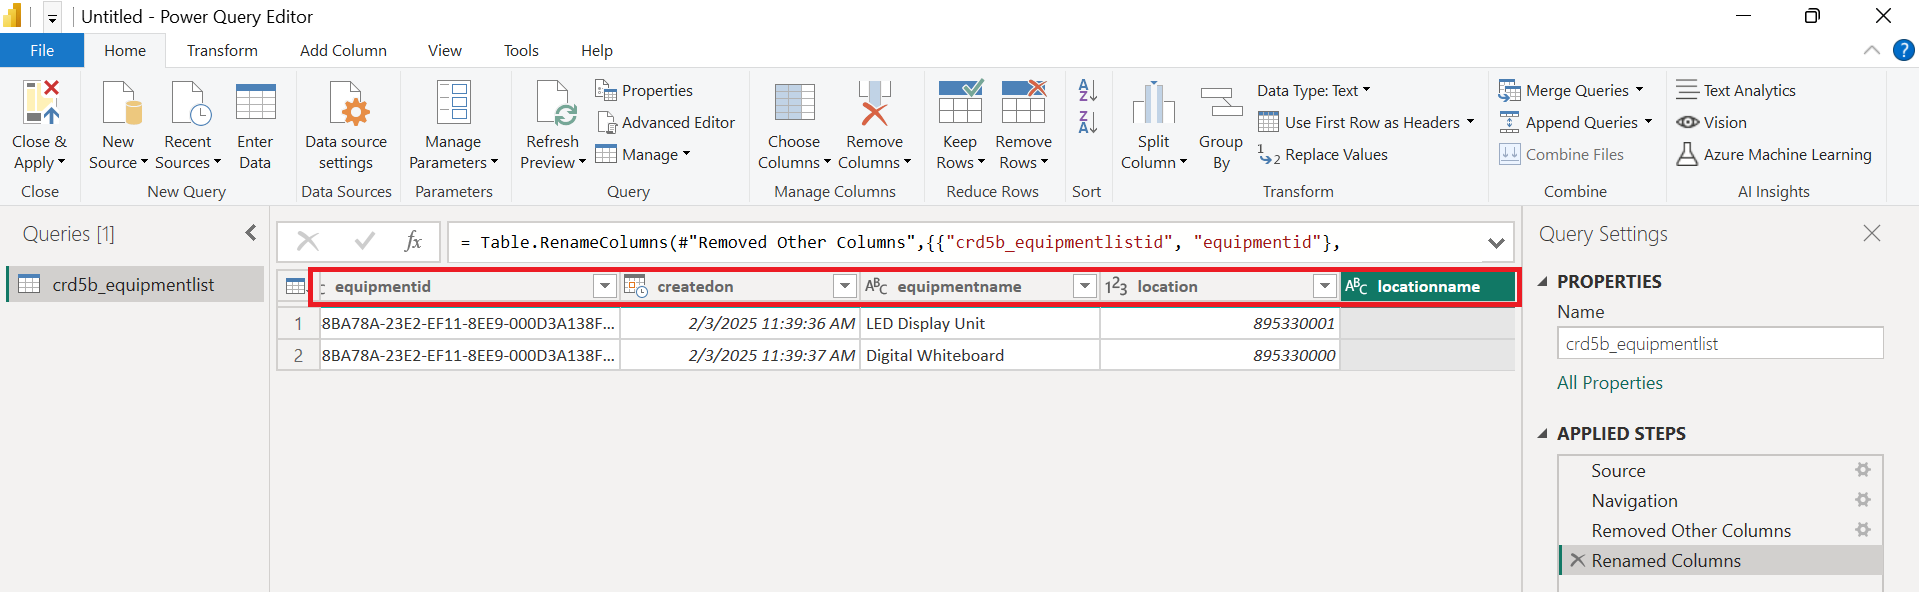 Untitled - Power Query Editor
File Home Transform Add Column View Tools Help
Close & Apply
New Source
Recent Sources
Enter Data
Data source settings
Manage Parameters
Refresh Preview
Properties
Advanced Editor
Manage
Choose Columns
Remove Columns
Keep Rows
Remove Rows
Split Column
Group By
Data Type: Text
Use First Row as Headers
Replace Values
Merge Queries
Append Queries
Combine Files
Text Analytics
Vision
Azure Machine Learning
Close New Query Data Sources Parameters Query Manage Columns Reduce Rows Sort Transform Combine AI Insights
Queries [1]
crd5b_equipmentlist
fx = Table.RenameColumns(#"Removed Other Columns",{{"crd5b_equipmentlistid", "equipmentid"},
equipmentid createdon ABC equipmentname 123 location ABC locationname
1 8BA78A-23E2-EF11-8EE9-000D3A138F... 2/3/2025 11:39:36 AM LED Display Unit 895330001
2 8BA78A-23E2-EF11-8EE9-000D3A138F... 2/3/2025 11:39:37 AM Digital Whiteboard 895330000
Query Settings
PROPERTIES
Name
crd5b_equipmentlist
All Properties
APPLIED STEPS
Source
Navigation
Removed Other Columns
Renamed Columns